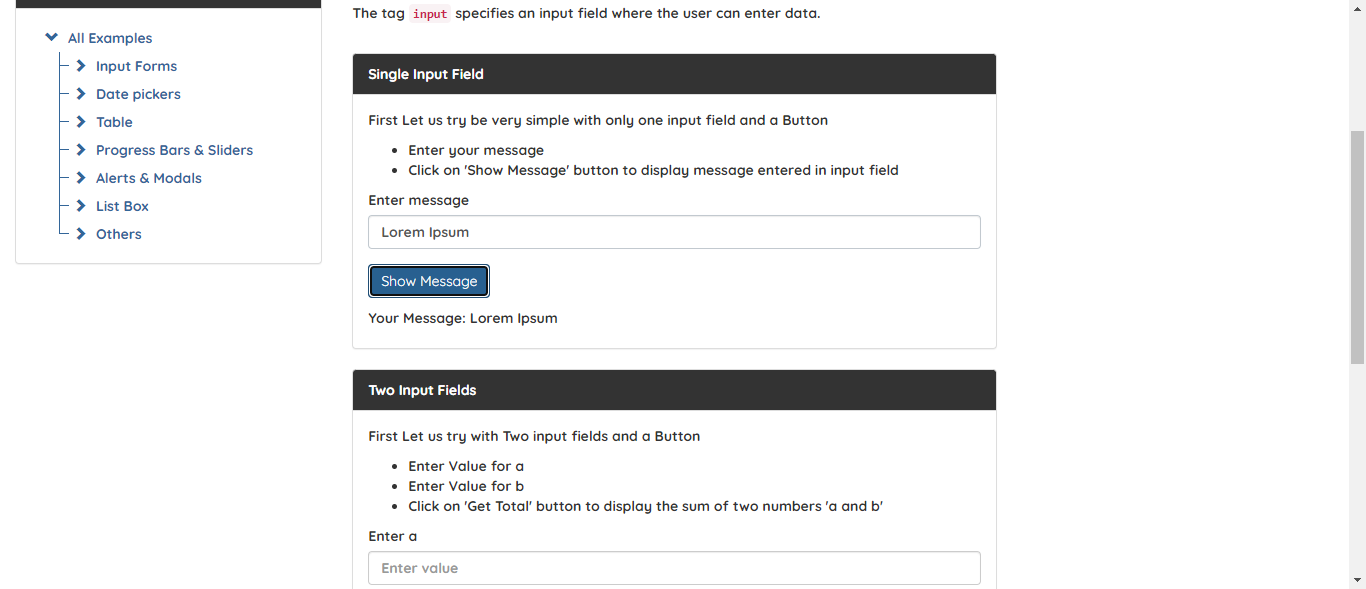 All Examples
Input Forms
Date pickers
Table
Progress Bars & Sliders
Alerts & Modals
List Box
Others
The tag input specifies an input field where the user can enter data.
Single Input Field
First Let us try be very simple with only one input field and a Button
Enter your message
Click on 'Show Message' button to display message entered in input field
Enter message
Lorem Ipsum
Show Message
Your Message: Lorem Ipsum
Two Input Fields
First Let us try with Two input fields and a Button
Enter Value for a
Enter Value for b
Click on 'Get Total' button to display the sum of two numbers 'a and b'
Enter a
Enter value